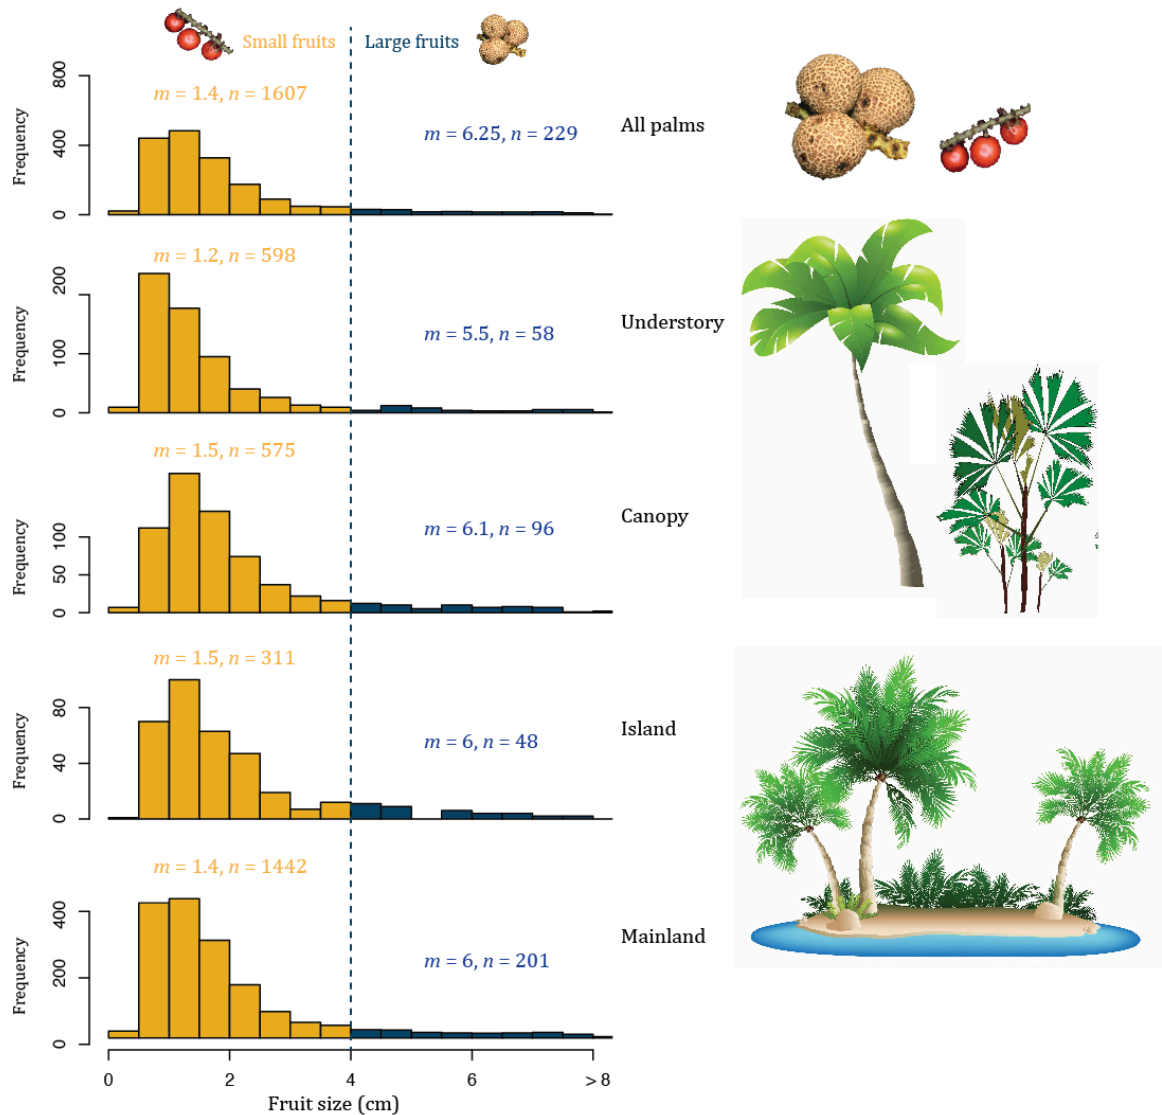 Small fruits Large fruits
800
400
0
Frequency
m = 1.4, n = 1607
m = 6.25, n = 229
All palms
200
100
0
Frequency
m = 1.2, n = 598
m = 5.5, n = 58
Understory
100
50
0
Frequency
m = 1.5, n = 575
m = 6.1, n = 96
Canopy
80
40
0
Frequency
m = 1.5, n = 311
m = 6, n = 48
Island
400
200
0
Frequency
m = 1.4, n = 1442
m = 6, n = 201
Mainland
0 2 4 6 > 8
Fruit size (cm)